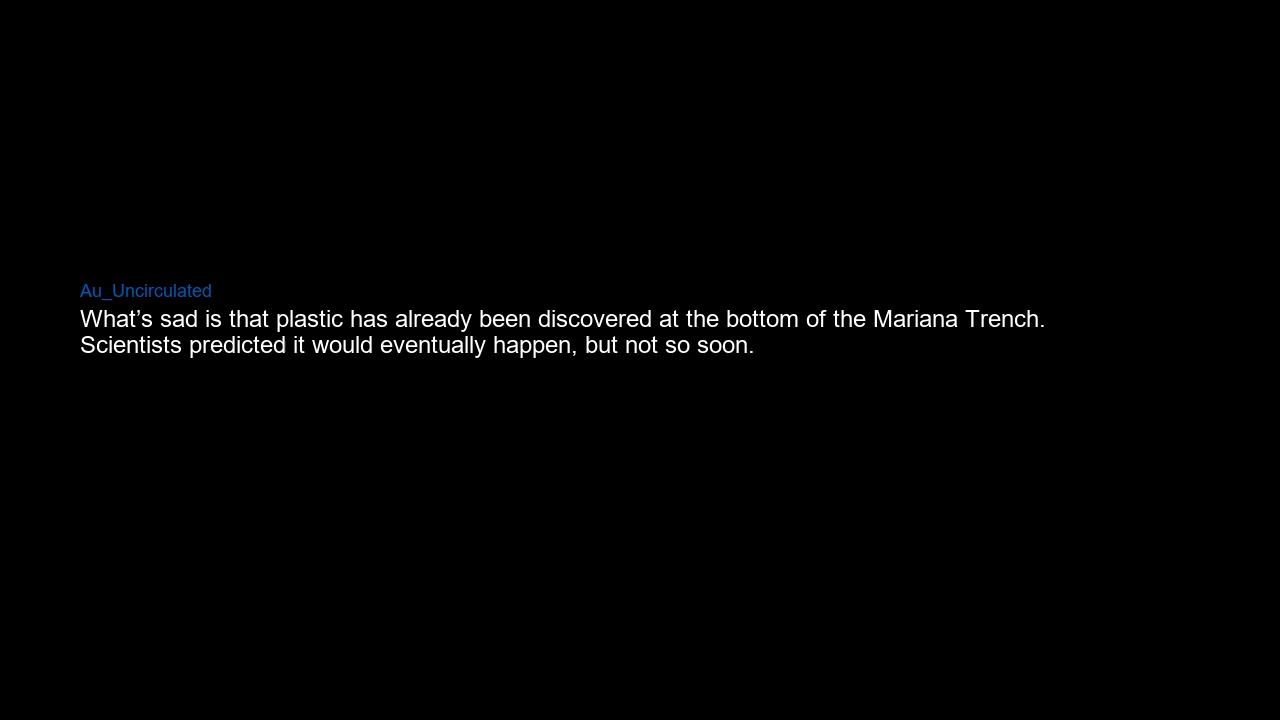 Au_Uncirculated
What’s sad is that plastic has already been discovered at the bottom of the Mariana Trench.
Scientists predicted it would eventually happen, but not so soon.